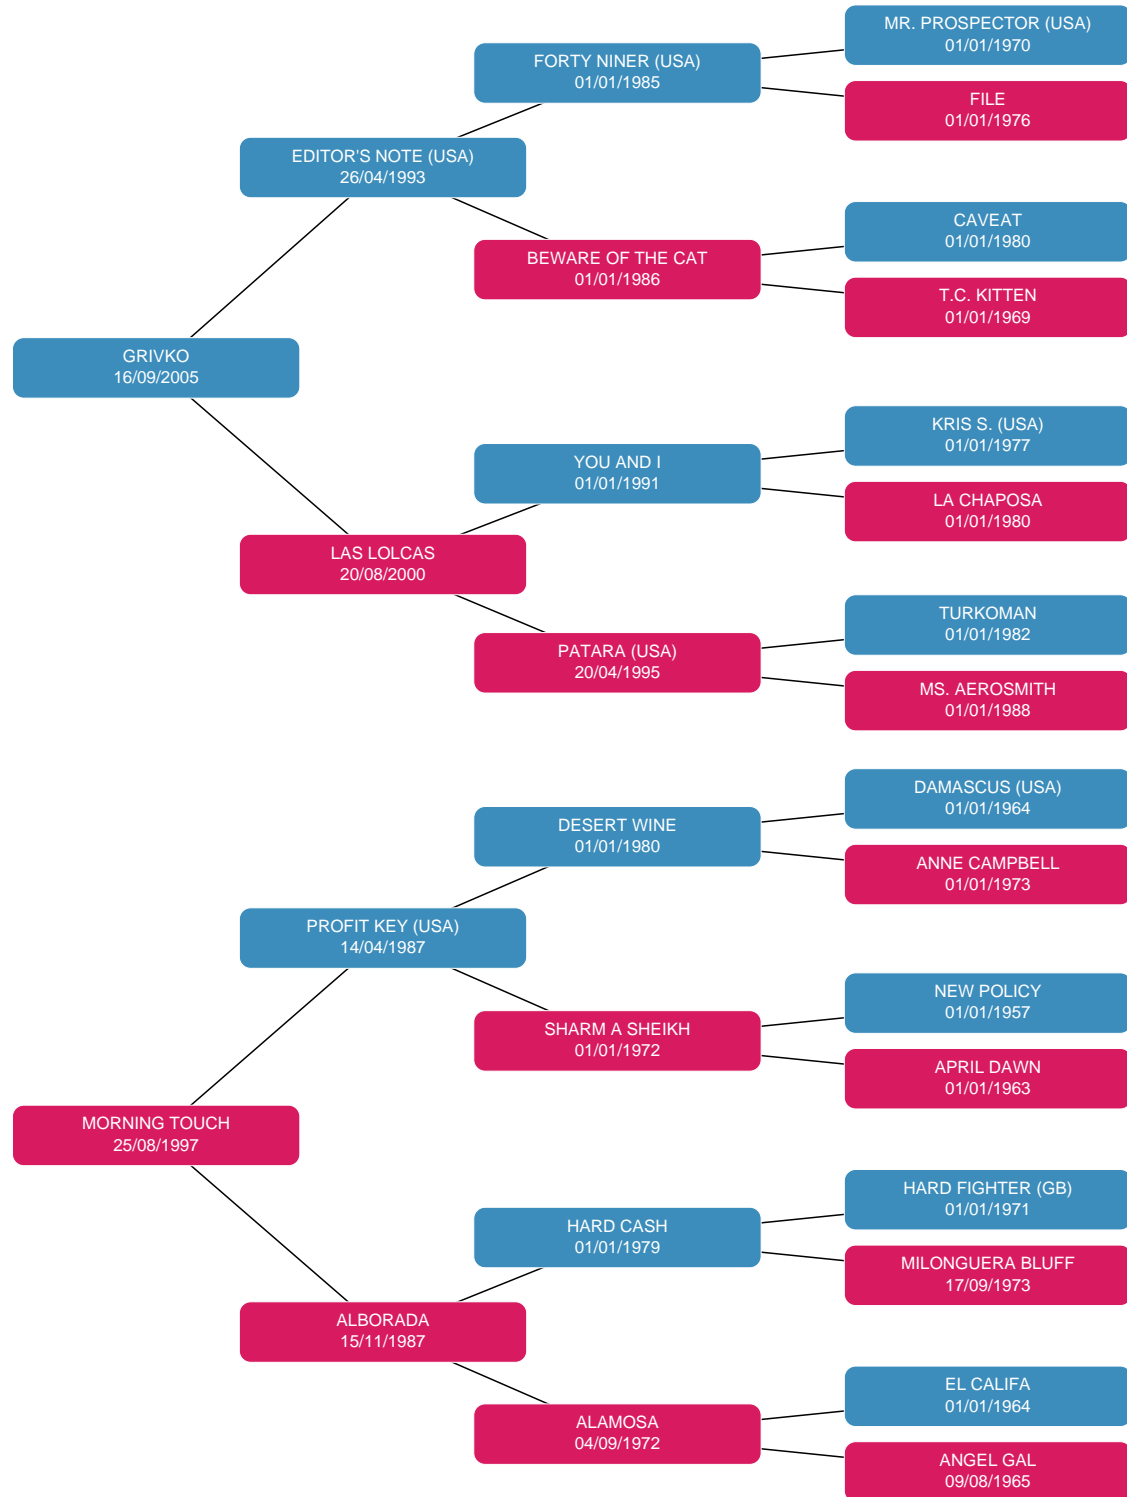 MR. PROSPECTOR (USA)
01/01/1970
FORTY NINER (USA)
01/01/1985
FILE
01/01/1976
EDITOR'S NOTE (USA)
26/04/1993
CAVEAT
01/01/1980
BEWARE OF THE CAT
01/01/1986
T.C. KITTEN
01/01/1969
GRIVKO
16/09/2005
KRIS S. (USA)
01/01/1977
YOU AND I
01/01/1991
LA CHAPOSA
01/01/1980
LAS LOLCAS
20/08/2000
TURKOMAN
01/01/1982
PATARA (USA)
20/04/1995
MS. AEROSMITH
01/01/1988
DAMASCUS (USA)
01/01/1964
DESERT WINE
01/01/1980
ANNE CAMPBELL
01/01/1973
PROFIT KEY (USA)
14/04/1987
NEW POLICY
01/01/1957
SHARM A SHEIKH
01/01/1972
APRIL DAWN
01/01/1963
MORNING TOUCH
25/08/1997
HARD FIGHTER (GB)
01/01/1971
HARD CASH
01/01/1979
MILONGUERA BLUFF
17/09/1973
ALBORADA
15/11/1987
EL CALIFA
01/01/1964
ALAMOSA
04/09/1972
ANGEL GAL
09/08/1965